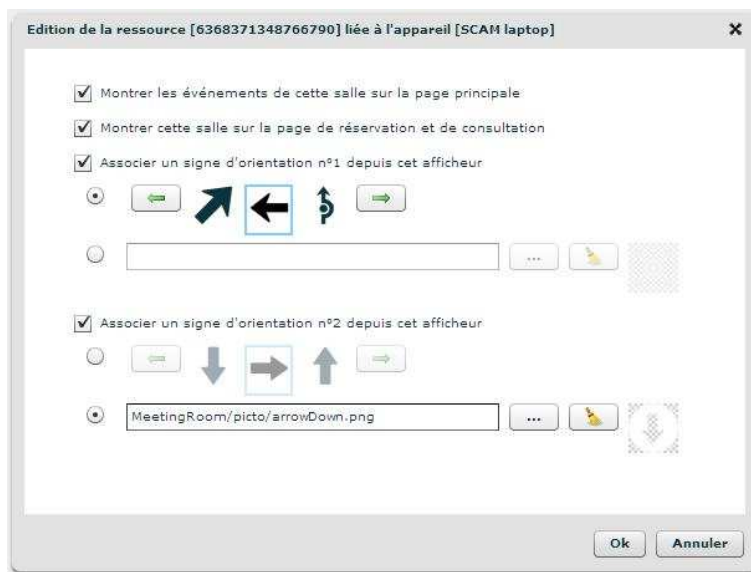 Edition de la ressource [6368371348766790] liée à l'appareil [SCAM laptop]
Montrer les événements de cette salle sur la page principale
Montrer cette salle sur la page de réservation et de consultation
Associer un signe d'orientation nº1 depuis cet afficheur
...
Associer un signe d'orientation nº2 depuis cet afficheur
MeetingRoom/picto/arrowDown.png ...
Ok Annuler